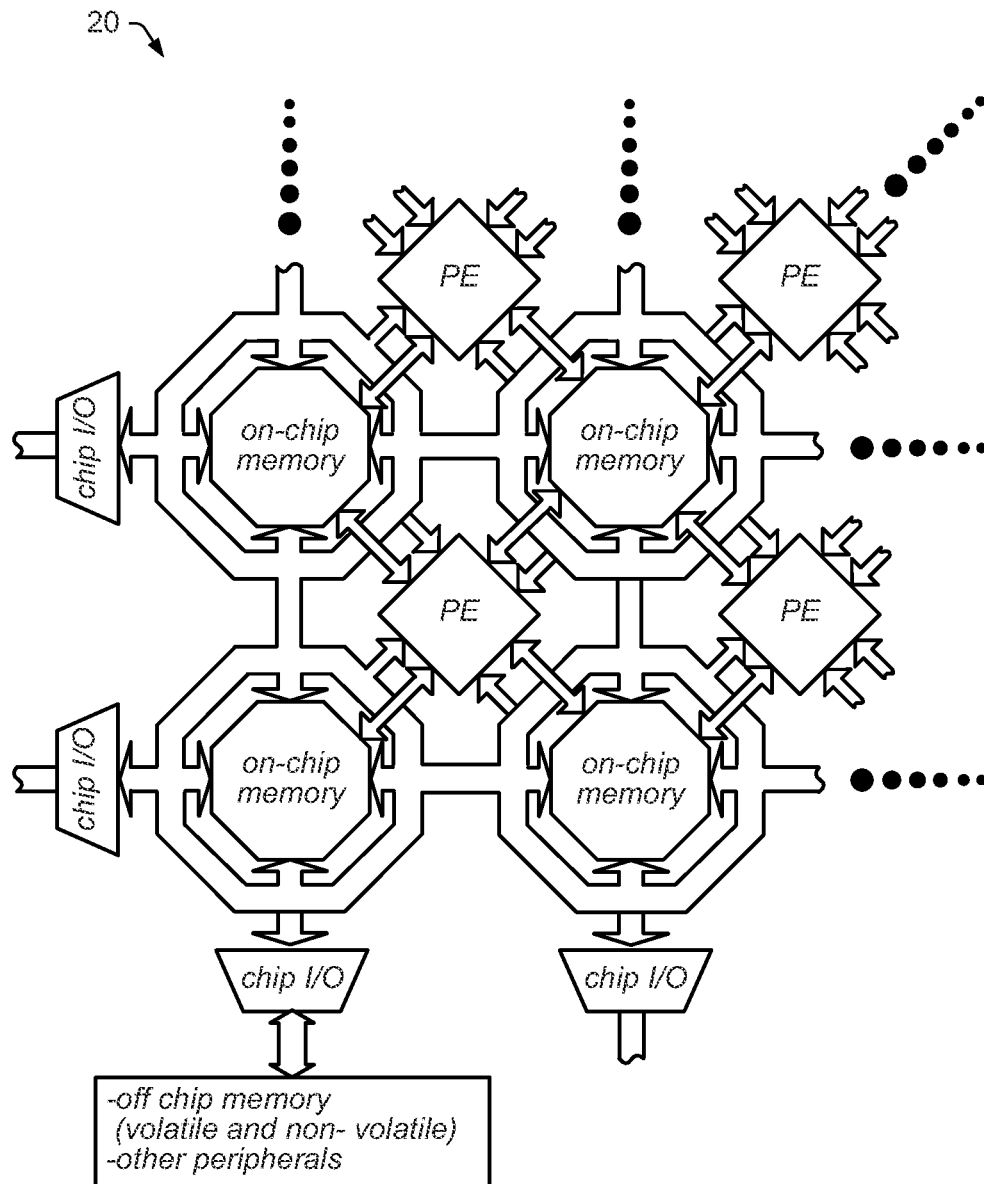 20
PE
PE
chip I/O
on-chip
memory
on-chip
memory
PE
PE
chip I/O
on-chip
memory
on-chip
memory
chip I/O
chip I/O
-off chip memory
(volatile and non- volatile)
-other peripherals